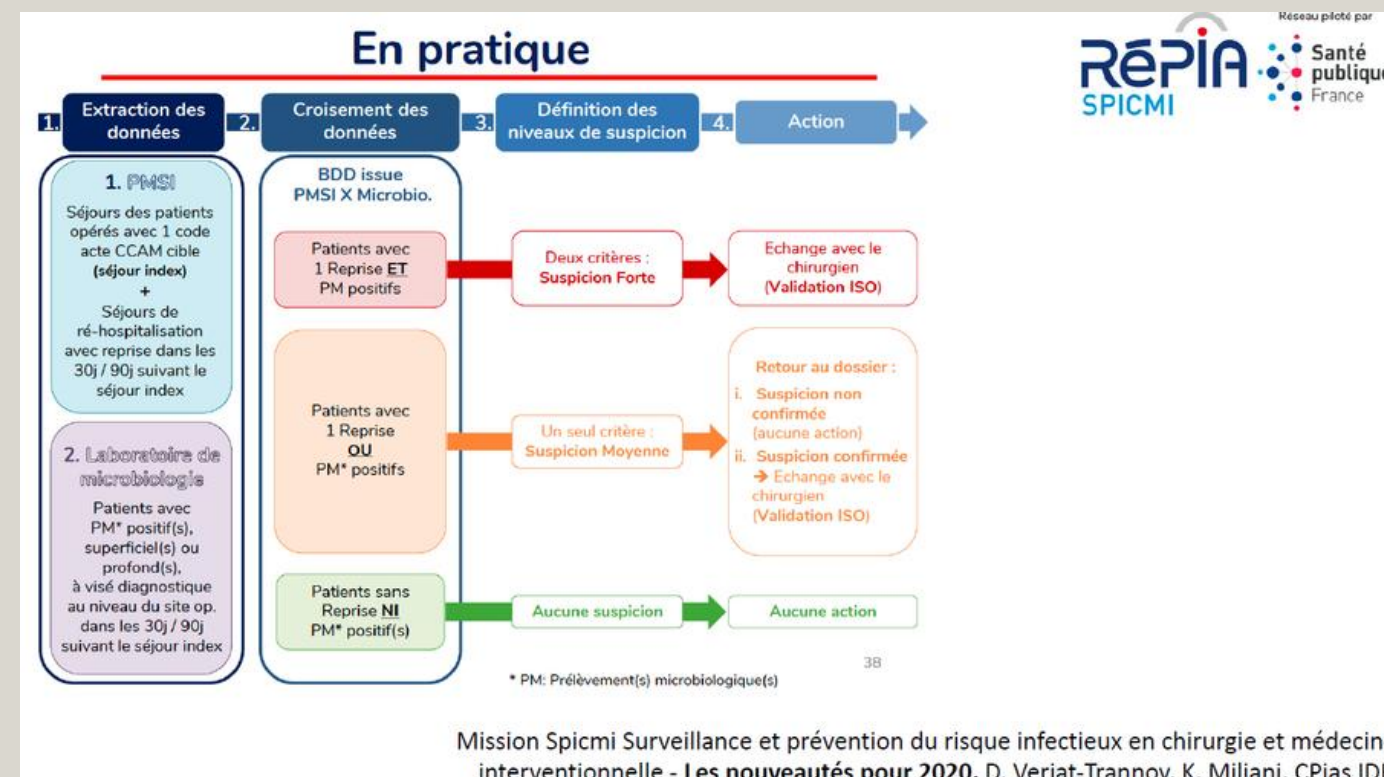 En pratique
Réseau piloté par
RéPIA
SPICMI
Santé
publique
France
1. Extraction des
données
2. Croisement des
données
3. Définition des
niveaux de suspicion
4. Action
1. PMSI
Séjours des patients
opérés avec 1 code
acte CCAM cible
(séjour index)
+
Séjours de
ré-hospitalisation
avec reprise dans les
30j / 90j suivant le
séjour index
2. Laboratoire de
microbiologie
Patients avec
PM* positif(s),
superficiel(s) ou
profond(s),
à visé diagnostique
au niveau du site op.
dans les 30j / 90j
suivant le séjour index
BDD issue
PMSI X Microbio.
Patients avec
1 Reprise ET
PM positifs
Deux critères :
Suspicion Forte
Echange avec le
chirurgien
(Validation ISO)
Patients avec
1 Reprise
OU
PM* positifs
Un seul critère :
Suspicion Moyenne
Retour au dossier :
i. Suspicion non
confirmée
(aucune action)
ii. Suspicion confirmée
➔ Echange avec le
chirurgien
(Validation ISO)
Patients sans
Reprise NI
PM* positif(s)
Aucune suspicion
Aucune action
38
* PM: Prélèvement(s) microbiologique(s)
Mission Spicmi Surveillance et prévention du risque infectieux en chirurgie et médecin
interventionnelle - Les nouveautés pour 2020. D. Verjat-Trannoy, K. Miliani, CPias